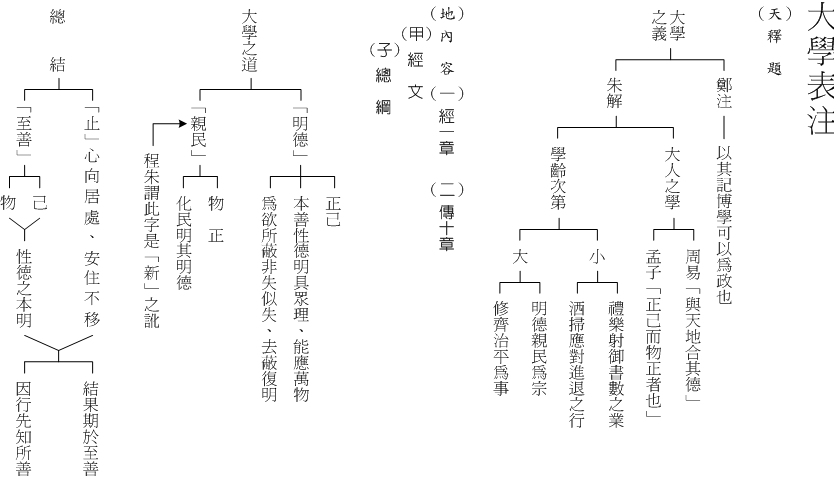 大學表注
（天）釋題
大學之義
鄭注
以其記博學可以爲政也
朱解
大人之學
周易「與天地合其德」
孟子「正己而物正者也」
學齡次第
小
禮樂射御書數之業
洒掃應對進退之行
大
明德親民爲宗
修齊治平爲事
（地）內容
（一）經一章
（二）傳十章
（甲）經文
（子）總綱
大學之道
「明德」
正己
本善性德明具眾理、能應萬物
爲欲所蔽非失似失、去蔽復明
「親民」
物正
化民明其明德
程朱謂此字是「新」之訛
總結
「止」心向居處、安住不移
「至善」
己
物
性德之本明
結果期於至善
因行先知所善